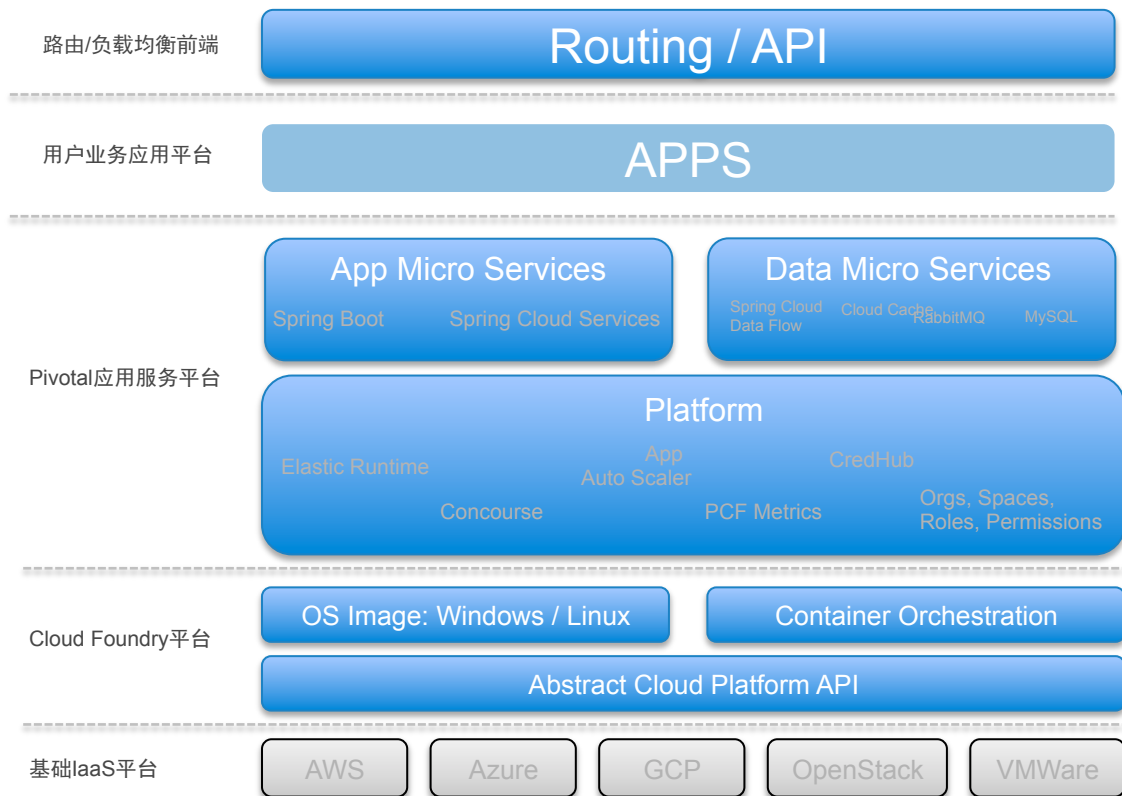 路由/负载均衡前端
Routing / API
用户业务应用平台
APPS
App Micro Services
Spring Boot
Spring Cloud Services
Data Micro Services
Spring Cloud
Data Flow
Cloud Cache
RabbitMQ
MySQL
Pivotal应用服务平台
Platform
Elastic Runtime
App
Auto Scaler
CredHub
Concourse
PCF Metrics
Orgs, Spaces,
Roles, Permissions
Cloud Foundry平台
OS Image: Windows / Linux
Container Orchestration
Abstract Cloud Platform API
基础IaaS平台
AWS
Azure
GCP
OpenStack
VMWare